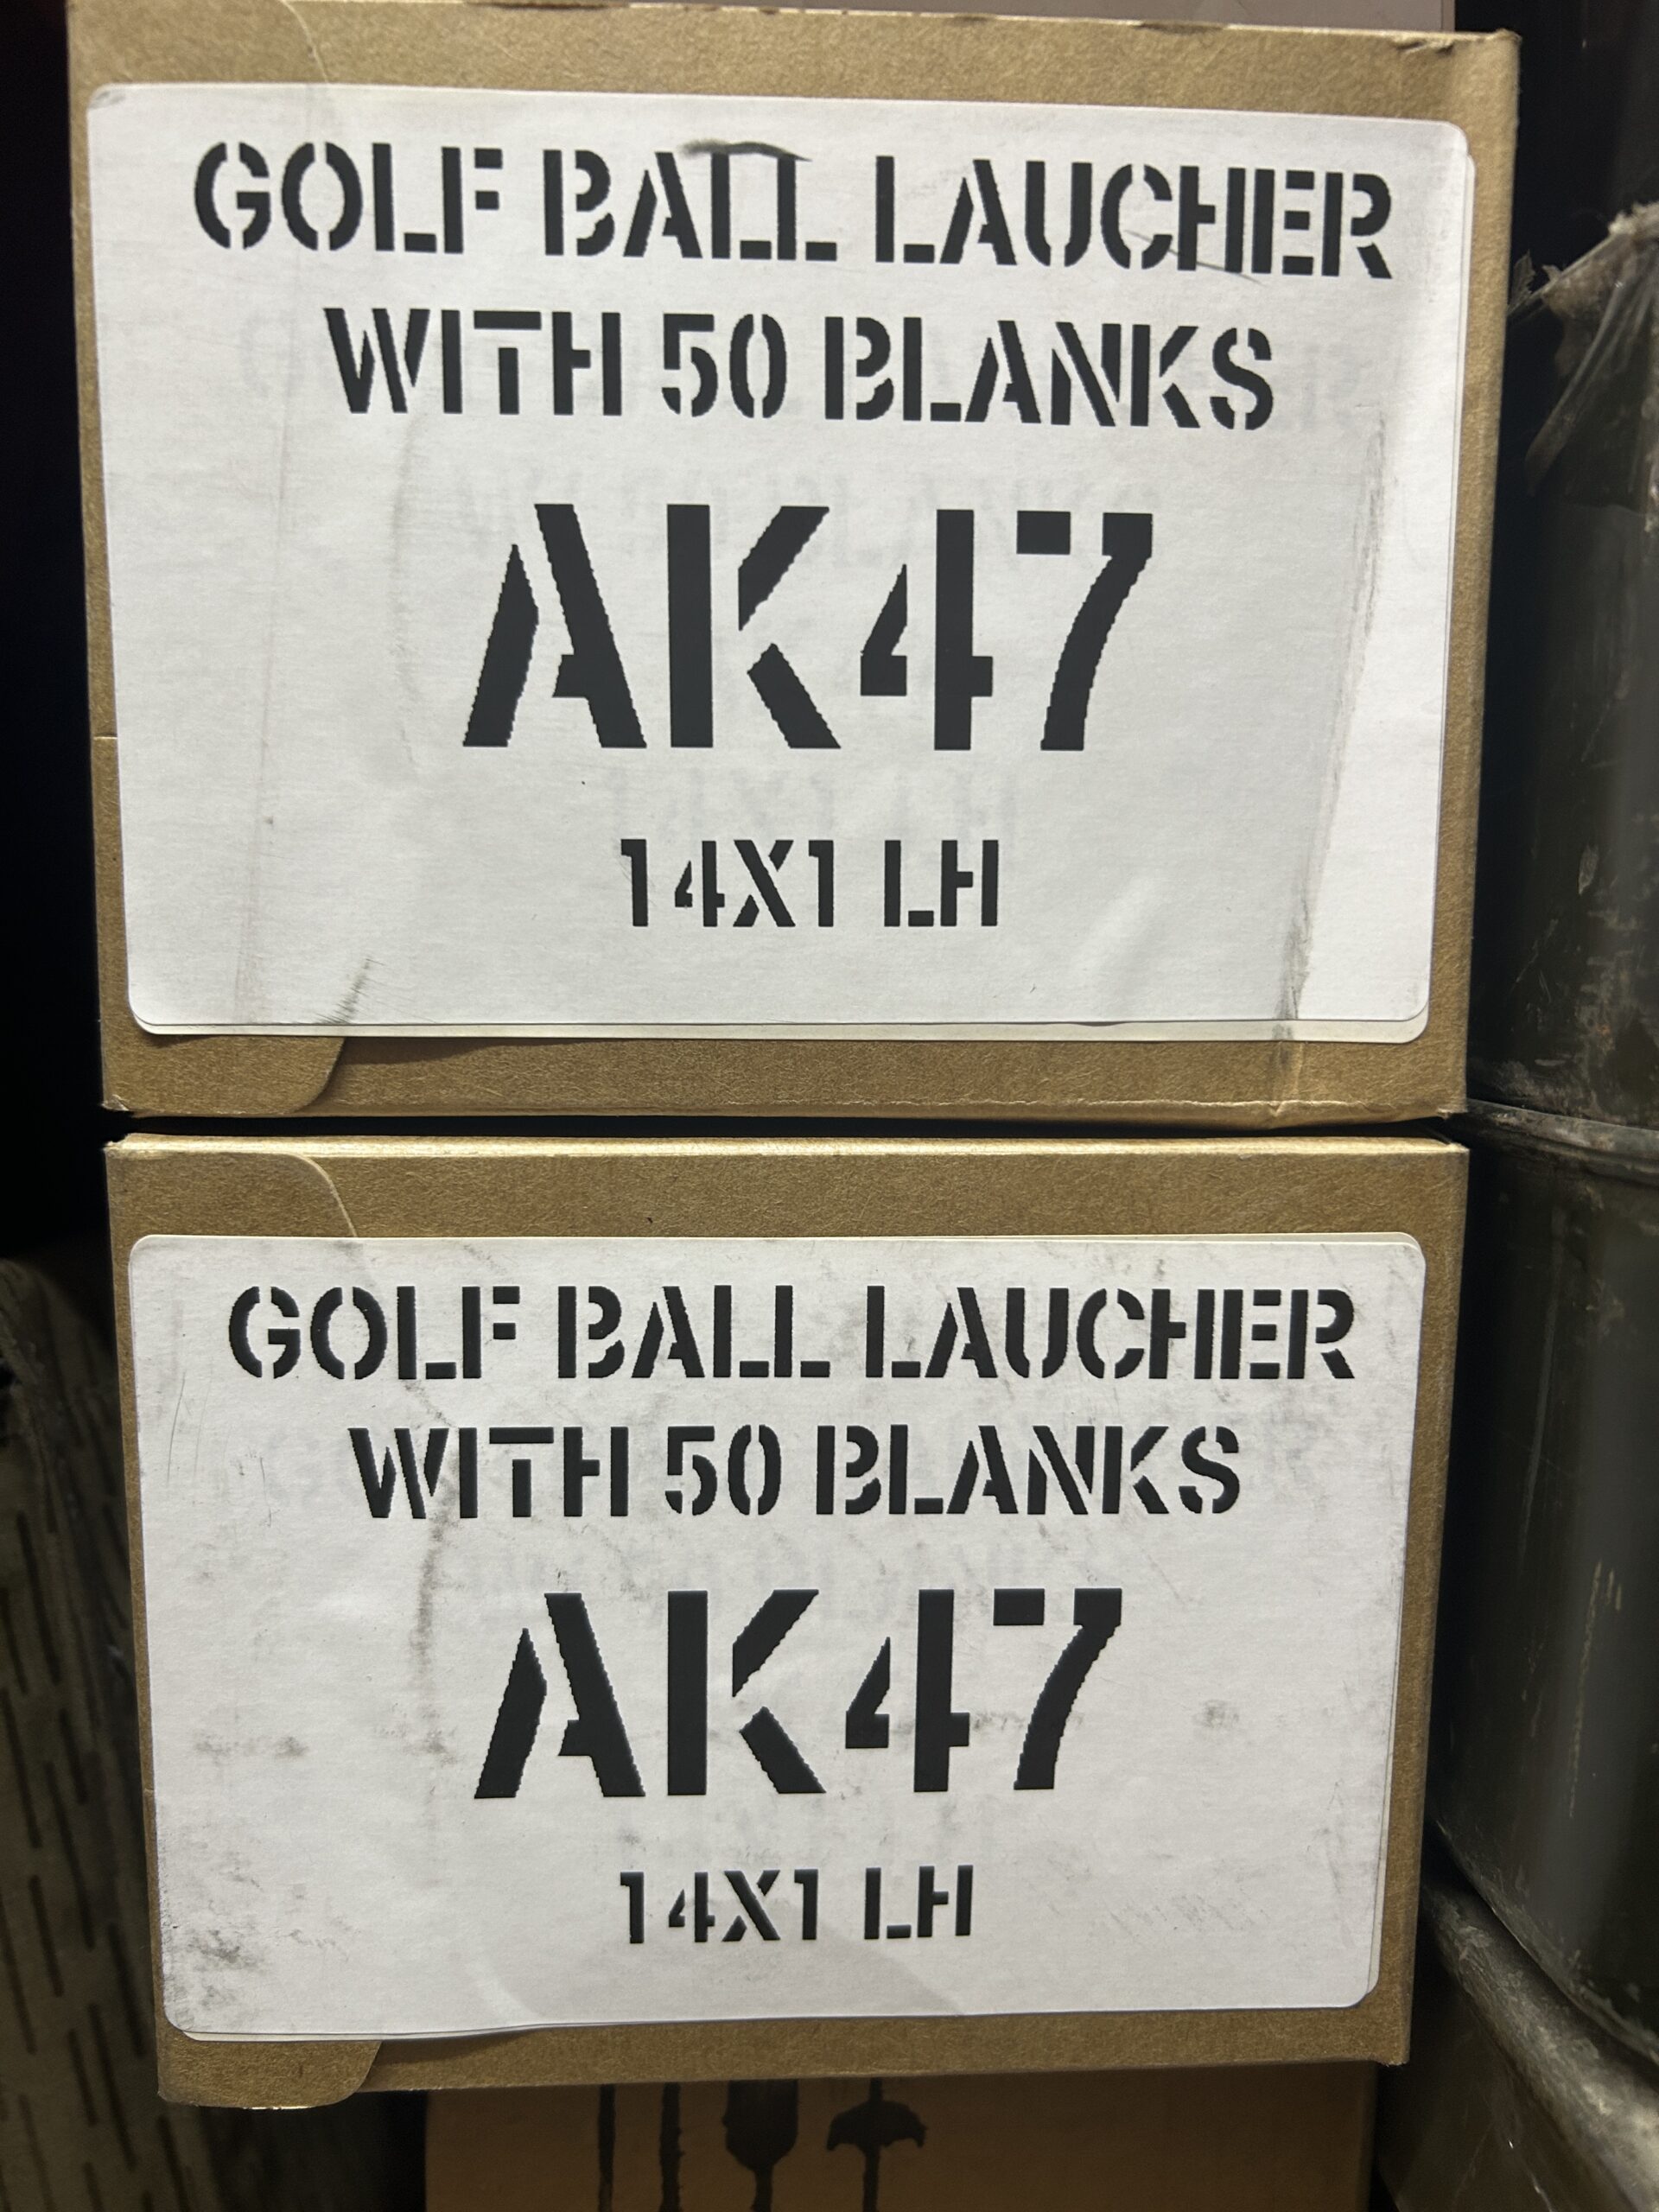 GOLF BALL LAUCHER
WITH 50 BLANKS
AK47
14X1 LH
GOLF BALL LAUCHER
WITH 50 BLANKS
AK47
14X1 LH